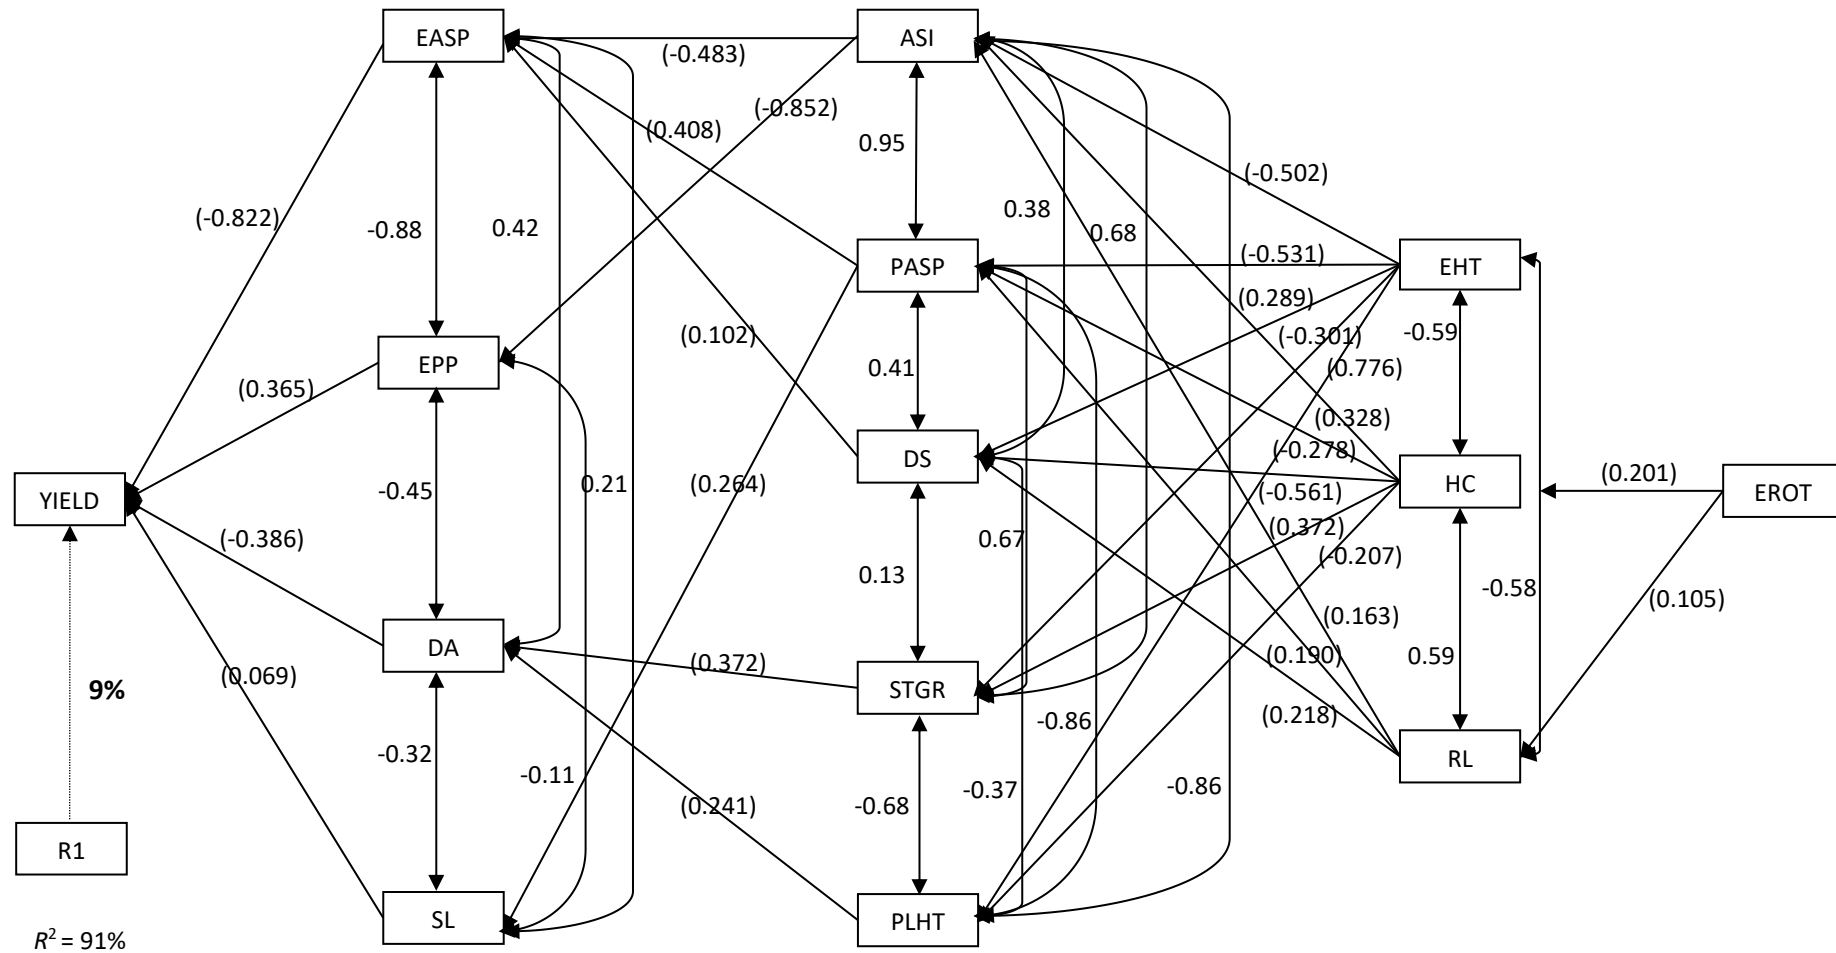 EASP
ASI
(-0.483)
(-0.852)
(0.408)
0.95
(-0.502)
(-0.822)
-0.88
0.42
0.38
0.68
PASP
(-0.531)
EHT
(0.289)
(-0.301)
-0.59
(0.102)
EPP
0.41
(0.776)
(0.365)
(0.328)
(-0.278)
DS
HC
(0.201)
EROT
YIELD
-0.45
0.21
(0.264)
(-0.561)
(0.372)
(-0.386)
0.67
(-0.207)
0.13
-0.58
(0.105)
(0.163)
DA
0.59
(0.190)
(0.372)
(0.069)
9%
STGR
-0.86
(0.218)
-0.32
-0.11
RL
-0.37
-0.86
(0.241)
-0.68
R1
SL
PLHT
R2 = 91%